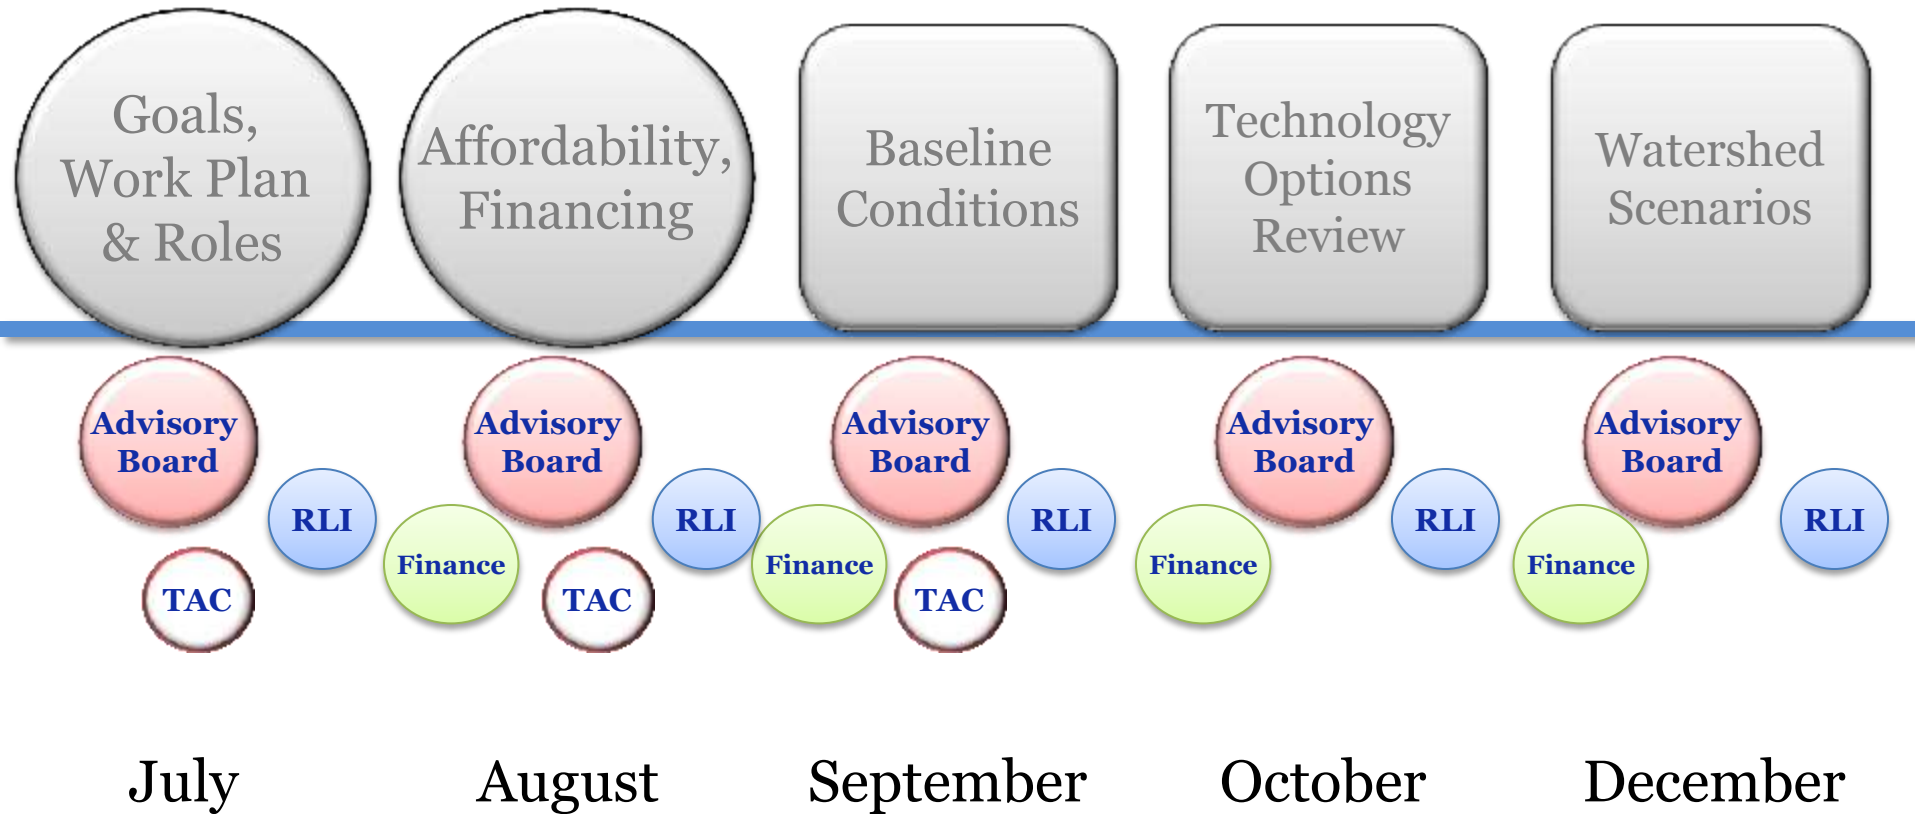 Goals,
Work Plan
& Roles
Affordability,
Financing
Baseline
Conditions
Technology
Options
Review
Watershed
Scenarios
Advisory
Board
RLI
TAC
Finance
Advisory
Board
RLI
TAC
Finance
Advisory
Board
RLI
TAC
Finance
Advisory
Board
RLI
Finance
Advisory
Board
RLI
July
August
September
October
December